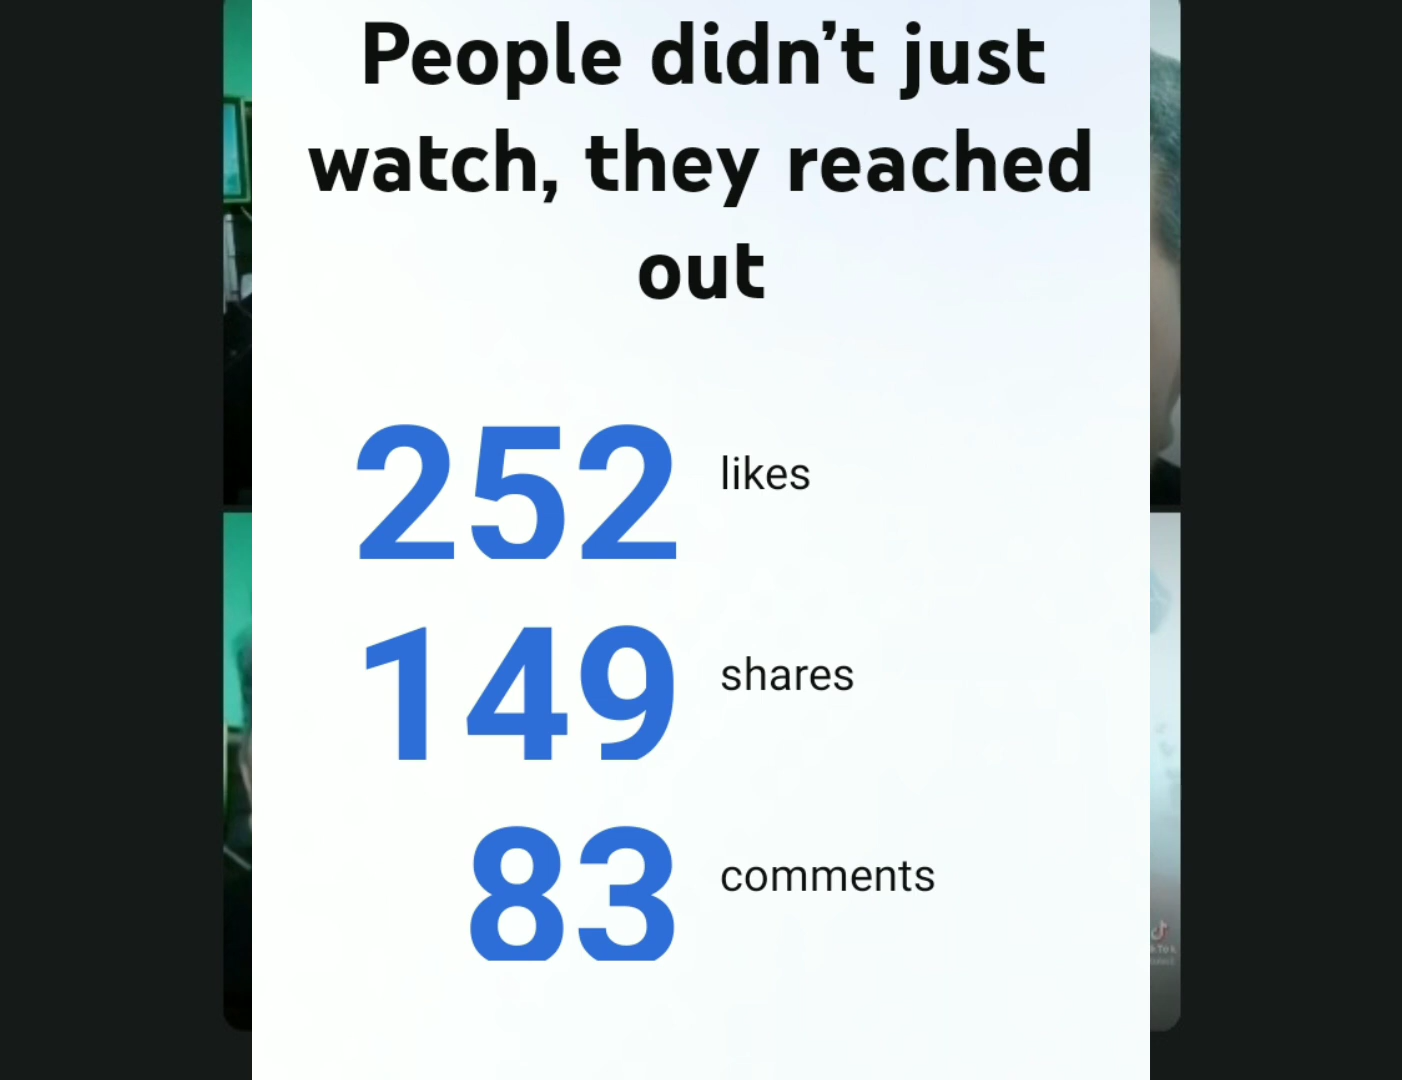 People didn’t just
watch, they reached
out
252 likes
149 shares
83 comments